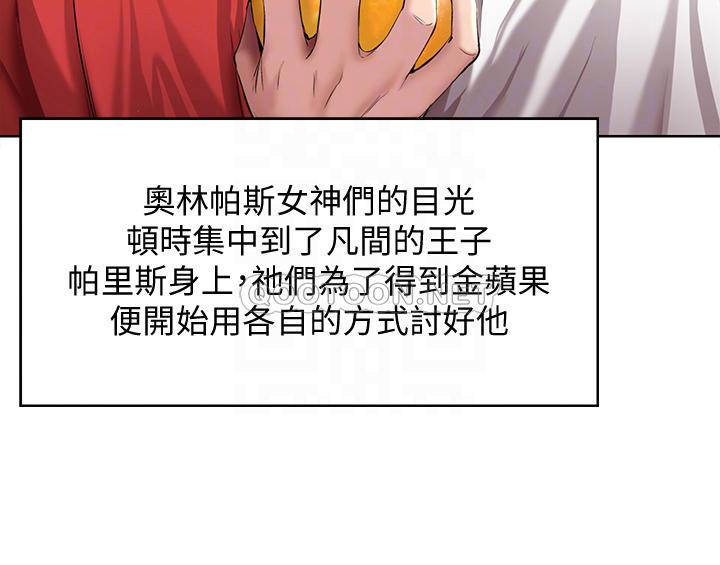 奧林帕斯女神們的目光
頓時集中到了凡間的王子
帕里斯身上，祂們為了得到金蘋果
便開始用各自的方式討好他
QOOTOON.NET